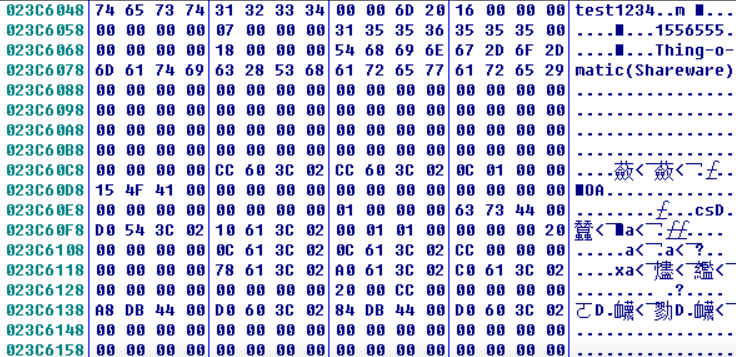 023C6048 74 65 73 74 31 32 33 34 00 00 6D 20 16 00 00 00 test1234..m ■...
023C6058 00 00 00 00 07 00 00 00 31 35 35 36 35 35 35 00 ....■...1556555.
023C6068 00 00 00 00 18 00 00 00 54 68 69 6E 67 2D 6F 2D ....■...Thing-o-
023C6078 6D 61 74 69 63 28 53 68 61 72 65 77 61 72 65 29 matic(Shareware)
023C6088 00 00 00 00 00 00 00 00 00 00 00 00 00 00 00 00 ................
023C6098 00 00 00 00 00 00 00 00 00 00 00 00 00 00 00 00 ................
023C60A8 00 00 00 00 00 00 00 00 00 00 00 00 00 00 00 00 ................
023C60B8 00 00 00 00 00 00 00 00 00 00 00 00 00 00 00 00 ................
023C60C8 00 00 00 00 CC 60 3C 02 CC 60 3C 02 0C 01 00 00
023C60D8 15 4F 41 00 00 00 00 00 00 00 00 00 00 00 00 00 ■OA.............
023C60E8 00 00 00 00 00 00 00 00 01 00 00 00 63 73 44 00 csD.
023C60F8 D0 54 3C 02 10 61 3C 02 00 01 01 00 00 00 00 20
023C6108 00 00 00 00 0C 61 3C 02 0C 61 3C 02 CC 00 00 00
023C6118 00 00 00 00 78 61 3C 02 A0 61 3C 02 C0 61 3C 02
023C6128 00 00 00 00 00 00 00 00 20 00 CC 00 00 00 00 00
023C6138 A8 DB 44 00 D0 60 3C 02 84 DB 44 00 D0 60 3C 02
023C6148 00 00 00 00 00 00 00 00 00 00 00 00 00 00 00 00 ................
023C6158 00 00 00 00 00 00 00 00 00 00 00 00 00 00 00 00 ................